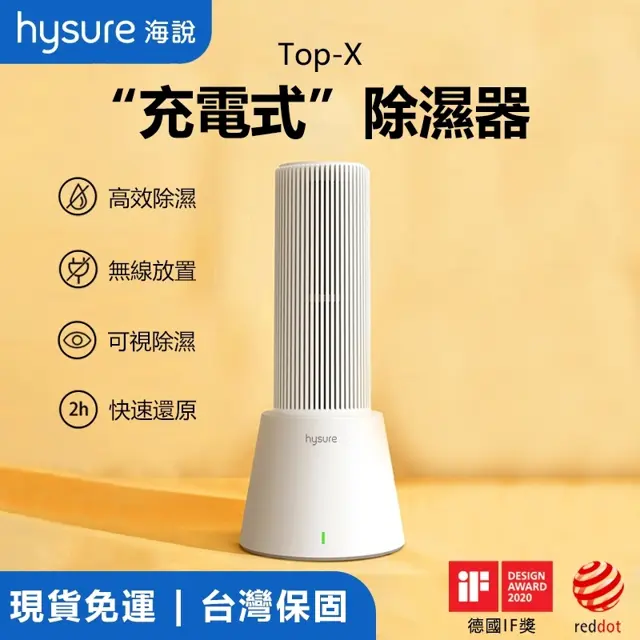 hysure 海說
Top-X
“充電式” 除濕器
高效除濕
無線放置
可視除濕
2h 快速還原
hysure
現貨免運 | 台灣保固
iF DESIGN AWARD 2020
德國IF獎
reddot